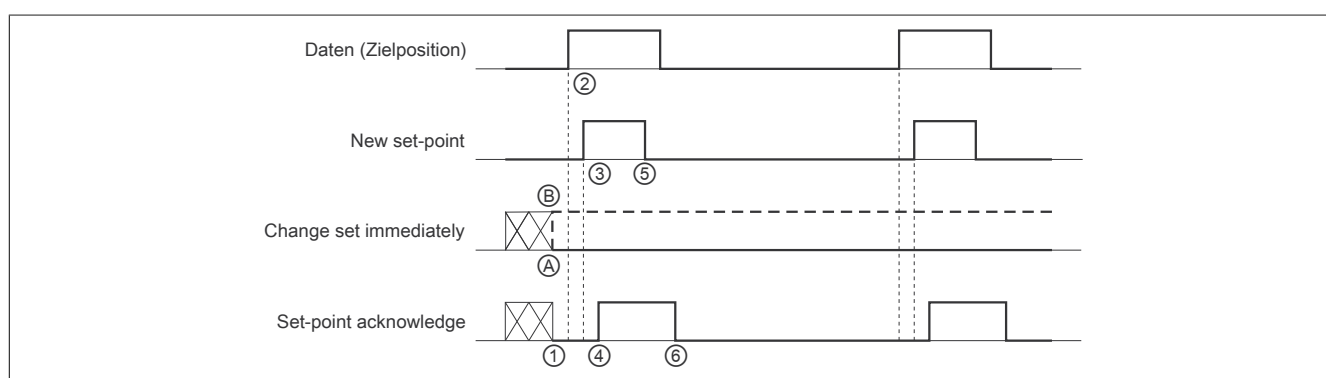 Daten (Zielposition)
②
New set-point
③ ⑤
Ⓑ
Change set immediately
Ⓐ
Set-point acknowledge
① ④ ⑥